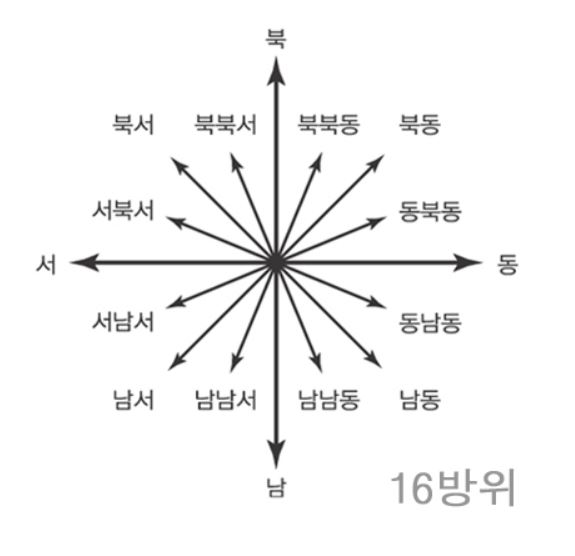 북
북서 북북서 북북동 북동
서북서 동북동
서 동
서남서 동남동
남서 남남서 남남동 남동
남
16방위